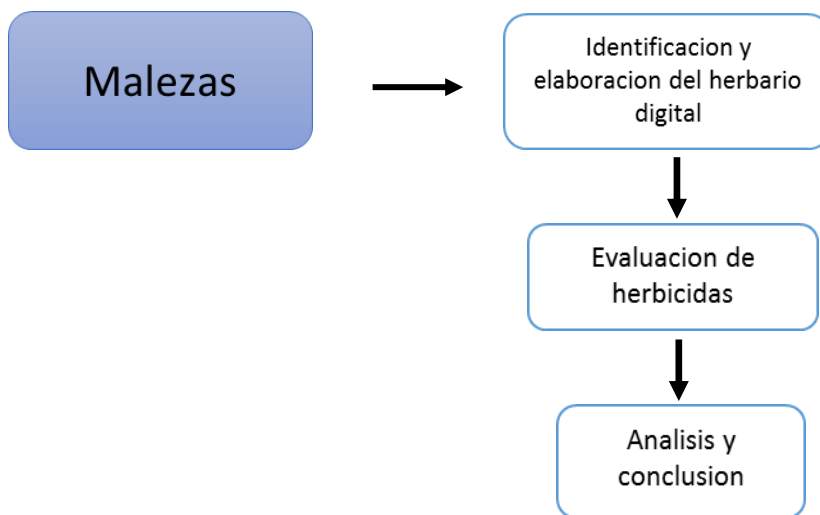 Malezas
Identificacion y
elaboracion del herbario
digital
Evaluacion de
herbicidas
Analisis y
conclusion